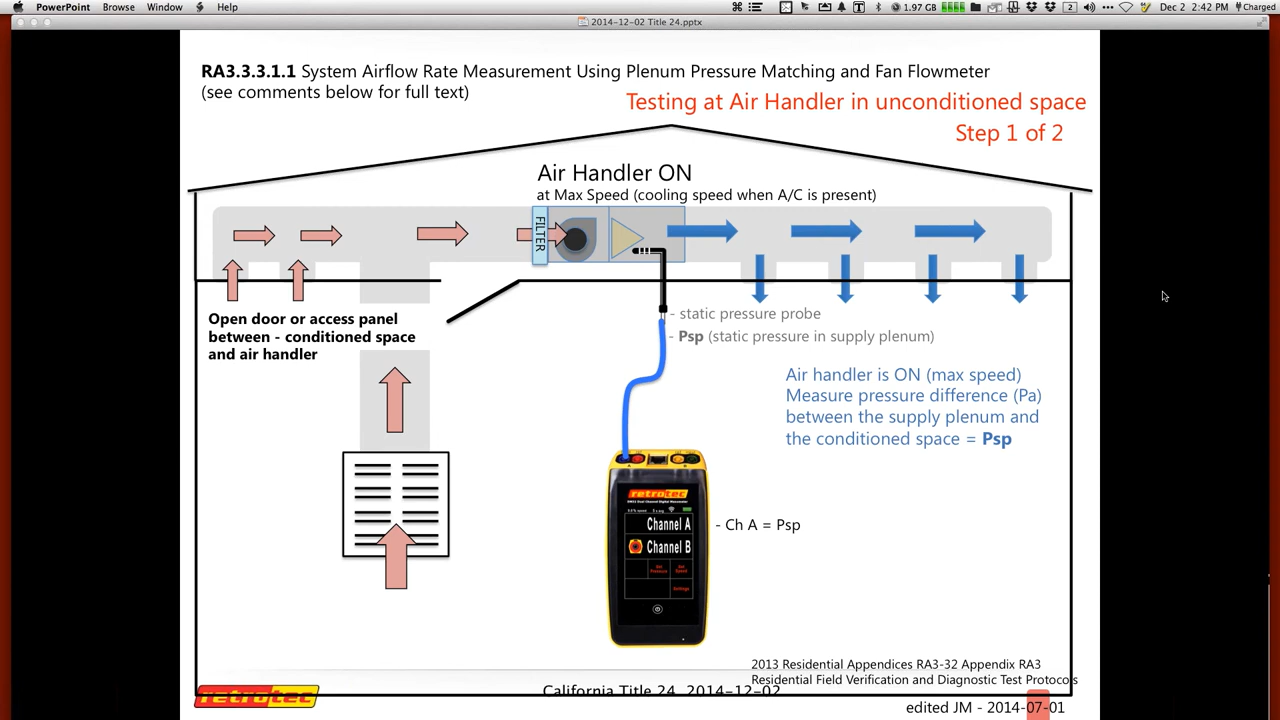 PowerPoint Browse Window Help
1.97 GB
2
Dec 2 2:42 PM
Charged
2014-12-02 Title 24.pptx
RA3.3.3.1.1 System Airflow Rate Measurement Using Plenum Pressure Matching and Fan Flowmeter
(see comments below for full text)
Testing at Air Handler in unconditioned space
Step 1 of 2
Air Handler ON
at Max Speed (cooling speed when A/C is present)
FILTER
Open door or access panel
between - conditioned space
and air handler
- static pressure probe
- Psp (static pressure in supply plenum)
Air handler is ON (max speed)
Measure pressure difference (Pa)
between the supply plenum and
the conditioned space = Psp
retrotec
Channel A
Channel B
Set Pressure
Set Speed
Settings
- Ch A = Psp
2013 Residential Appendices RA3-32 Appendix RA3
Residential Field Verification and Diagnostic Test Protocols
retrotec
California Title 24 2014-12-02
edited JM - 2014-07-01